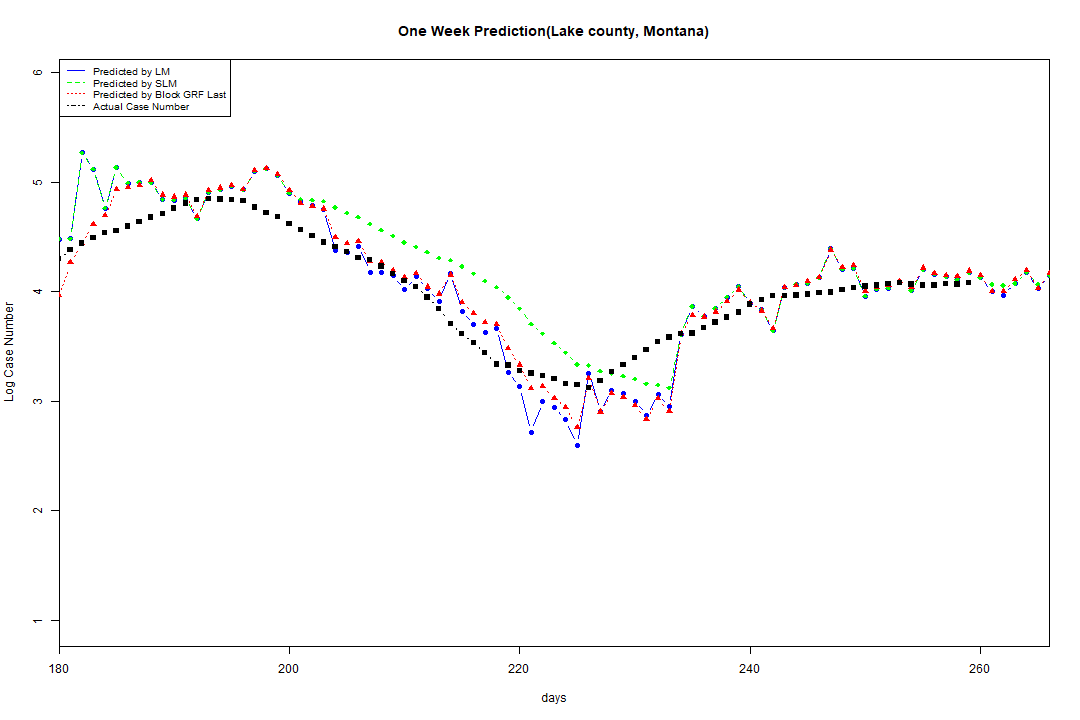 One Week Prediction(Lake county, Montana)
Predicted by LM
Predicted by SLM
Predicted by Block GRF Last
Actual Case Number
6
5
4
3
2
1
Log Case Number
180 200 220 240 260
days